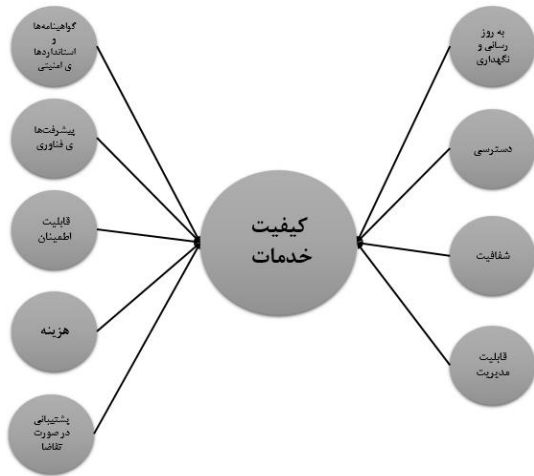 گواهینامه‌ها
و
استانداردها
ی امنیتی
پیشرفت‌ها
ی فناوری
قابلیت
اطمینان
هزینه
پشتیبانی
در صورت
تقاضا
کیفیت
خدمات
به روز
رسانی و
نگهداری
دسترسی
شفافیت
قابلیت
مدیریت